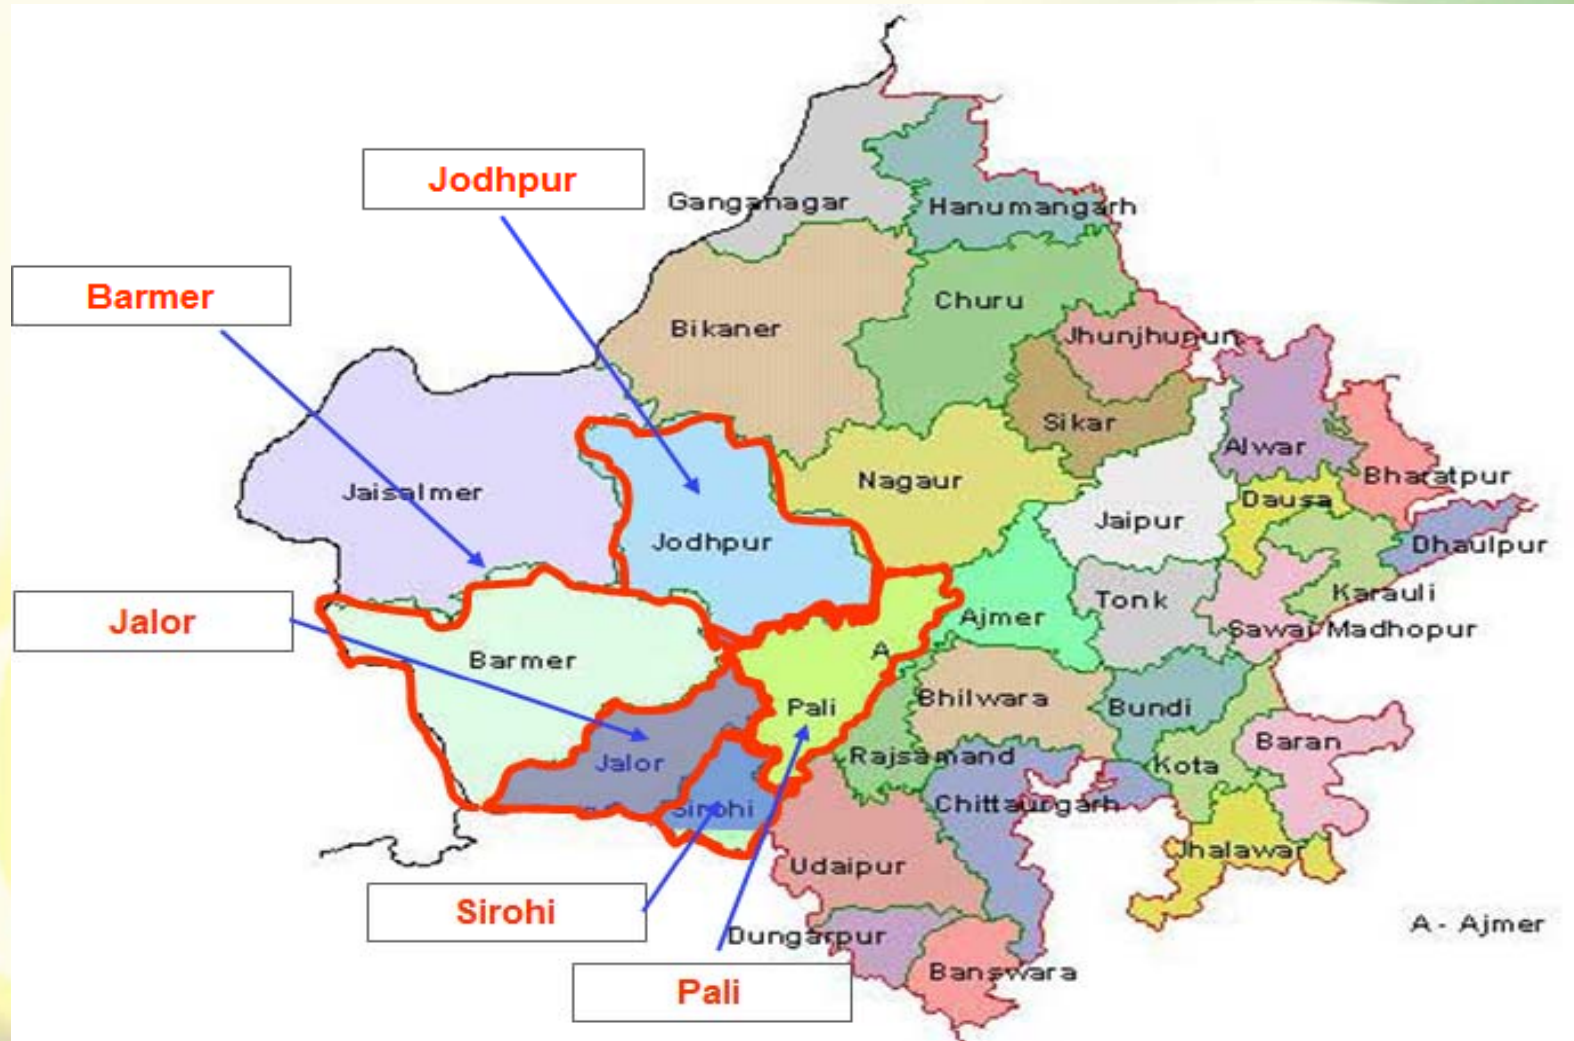 Jodhpur
Ganganagar
Hanumangarh
Barmer
Churu
Bikaner
Jhunjhunun
Sikar
Alwar
Jaisalmer
Nagaur
Bharatpur
Dausa
Jaipur
Jodhpur
Dhaulpur
Jalor
Ajmer
Tonk
Karauli
Sawai Madhopur
A
Barmer
Pali
Bhilwara
Bundi
Jalor
Rajsamand
Kota
Baran
Sirohi
Chittaurgarh
Udaipur
Jhalawar
Sirohi
A - Ajmer
Dungarpur
Banswara
Pali